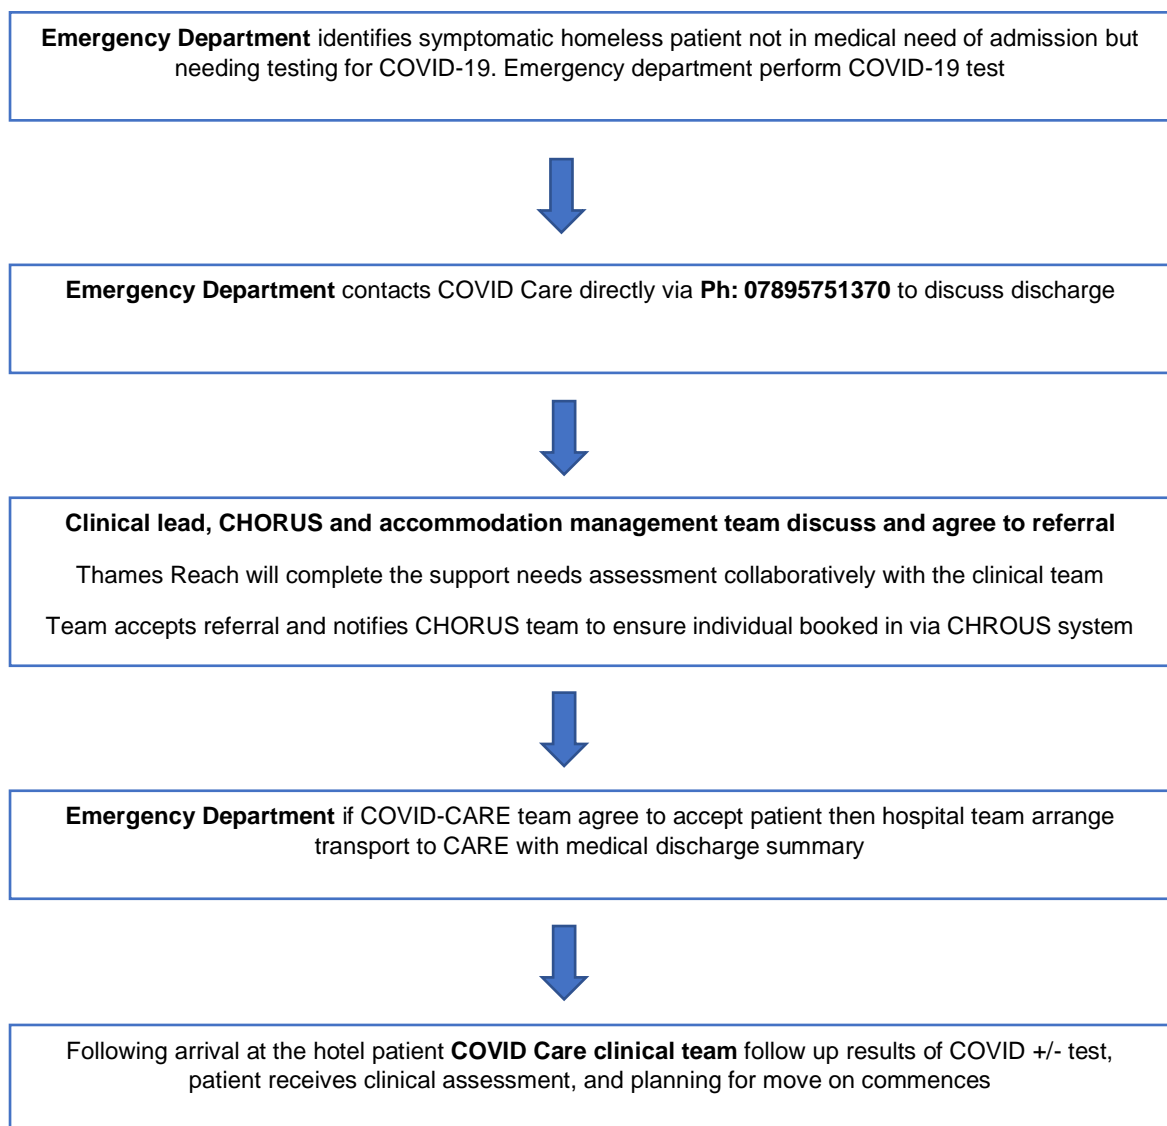 Emergency Department identifies symptomatic homeless patient not in medical need of admission but
needing testing for COVID-19. Emergency department perform COVID-19 test
Emergency Department contacts COVID Care directly via Ph: 07895751370 to discuss discharge
Clinical lead, CHORUS and accommodation management team discuss and agree to referral
Thames Reach will complete the support needs assessment collaboratively with the clinical team
Team accepts referral and notifies CHORUS team to ensure individual booked in via CHROUS system
Emergency Department if COVID-CARE team agree to accept patient then hospital team arrange
transport to CARE with medical discharge summary
Following arrival at the hotel patient COVID Care clinical team follow up results of COVID +/- test,
patient receives clinical assessment, and planning for move on commences